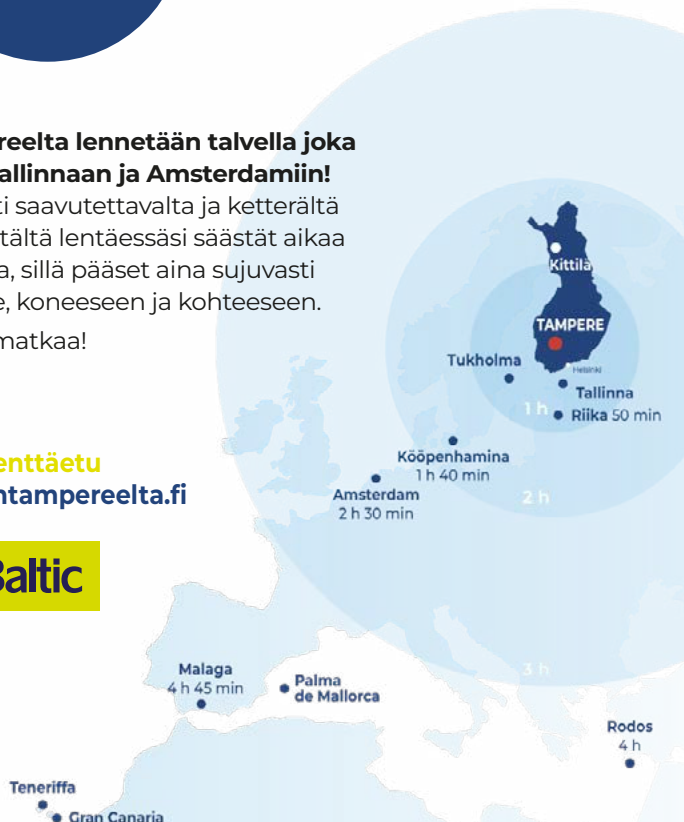 reelta lennetään talvella joka
allinnaan ja Amsterdamiin!
ti saavutettavalta ja ketterältä
tältä lentäessäsi säästät aikaa
a, sillä pääset aina sujuvasti
e, koneeseen ja kohteeseen.
matkaa!
enttäetu
ntampereelta.fi
Baltic
Kittilä
TAMPERE
Helsinki
Tukholma
Tallinna
1 h
Riika 50 min
Kööpenhamina
1 h 40 min
Amsterdam
2 h 30 min
2 h
3 h
Malaga
4 h 45 min
Palma
de Mallorca
Rodos
4 h
Teneriffa
Gran Canaria